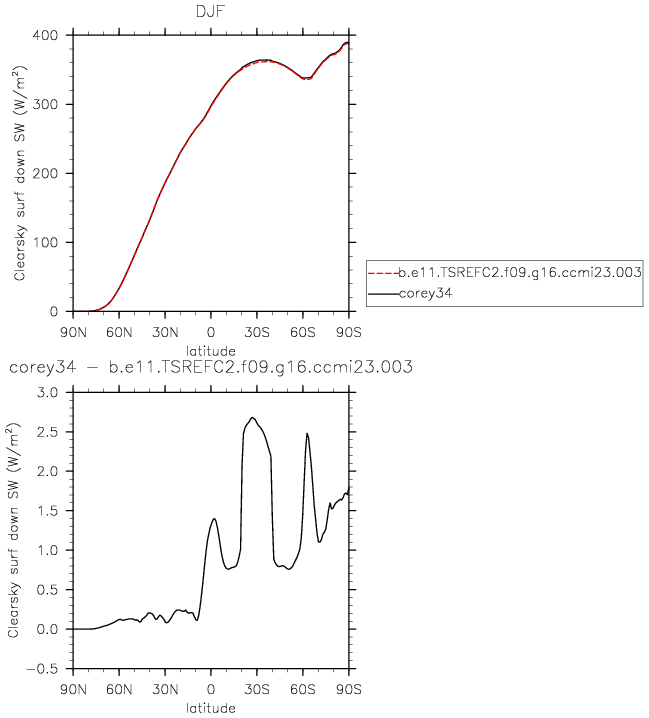 DJF
400
300
200
100
0
Clearsky surf down SW (W/m²)
90N 60N 30N 0 30S 60S 90S
latitude
b.e11.TSREFC2.f09.g16.ccmi23.003
corey34
corey34 − b.e11.TSREFC2.f09.g16.ccmi23.003
3.0
2.5
2.0
1.5
1.0
0.5
0.0
−0.5
Clearsky surf down SW (W/m²)
90N 60N 30N 0 30S 60S 90S
latitude